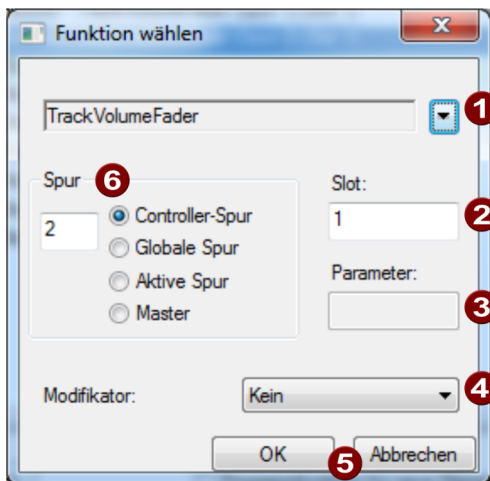 Funktion wählen
TrackVolumeFader
1
Spur 6
2
Controller-Spur
Globale Spur
Aktive Spur
Master
Slot:
1
2
Parameter:
3
Modifikator:
Kein
4
OK
5
Abbrechen